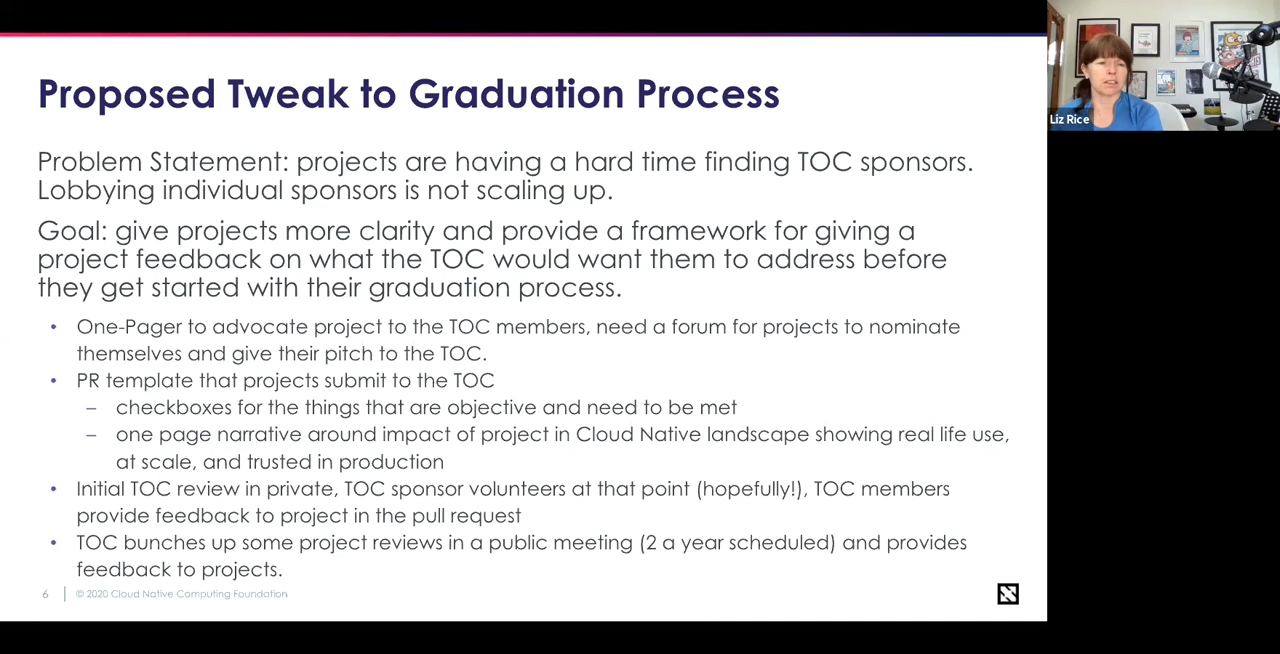 Proposed Tweak to Graduation Process
Problem Statement: projects are having a hard time finding TOC sponsors.
Lobbying individual sponsors is not scaling up.
Goal: give projects more clarity and provide a framework for giving a
project feedback on what the TOC would want them to address before
they get started with their graduation process.
• One-Pager to advocate project to the TOC members, need a forum for projects to nominate
themselves and give their pitch to the TOC.
• PR template that projects submit to the TOC
– checkboxes for the things that are objective and need to be met
– one page narrative around impact of project in Cloud Native landscape showing real life use,
at scale, and trusted in production
• Initial TOC review in private, TOC sponsor volunteers at that point (hopefully!), TOC members
provide feedback to project in the pull request
• TOC bunches up some project reviews in a public meeting (2 a year scheduled) and provides
feedback to projects.
6 © 2020 Cloud Native Computing Foundation
Liz Rice